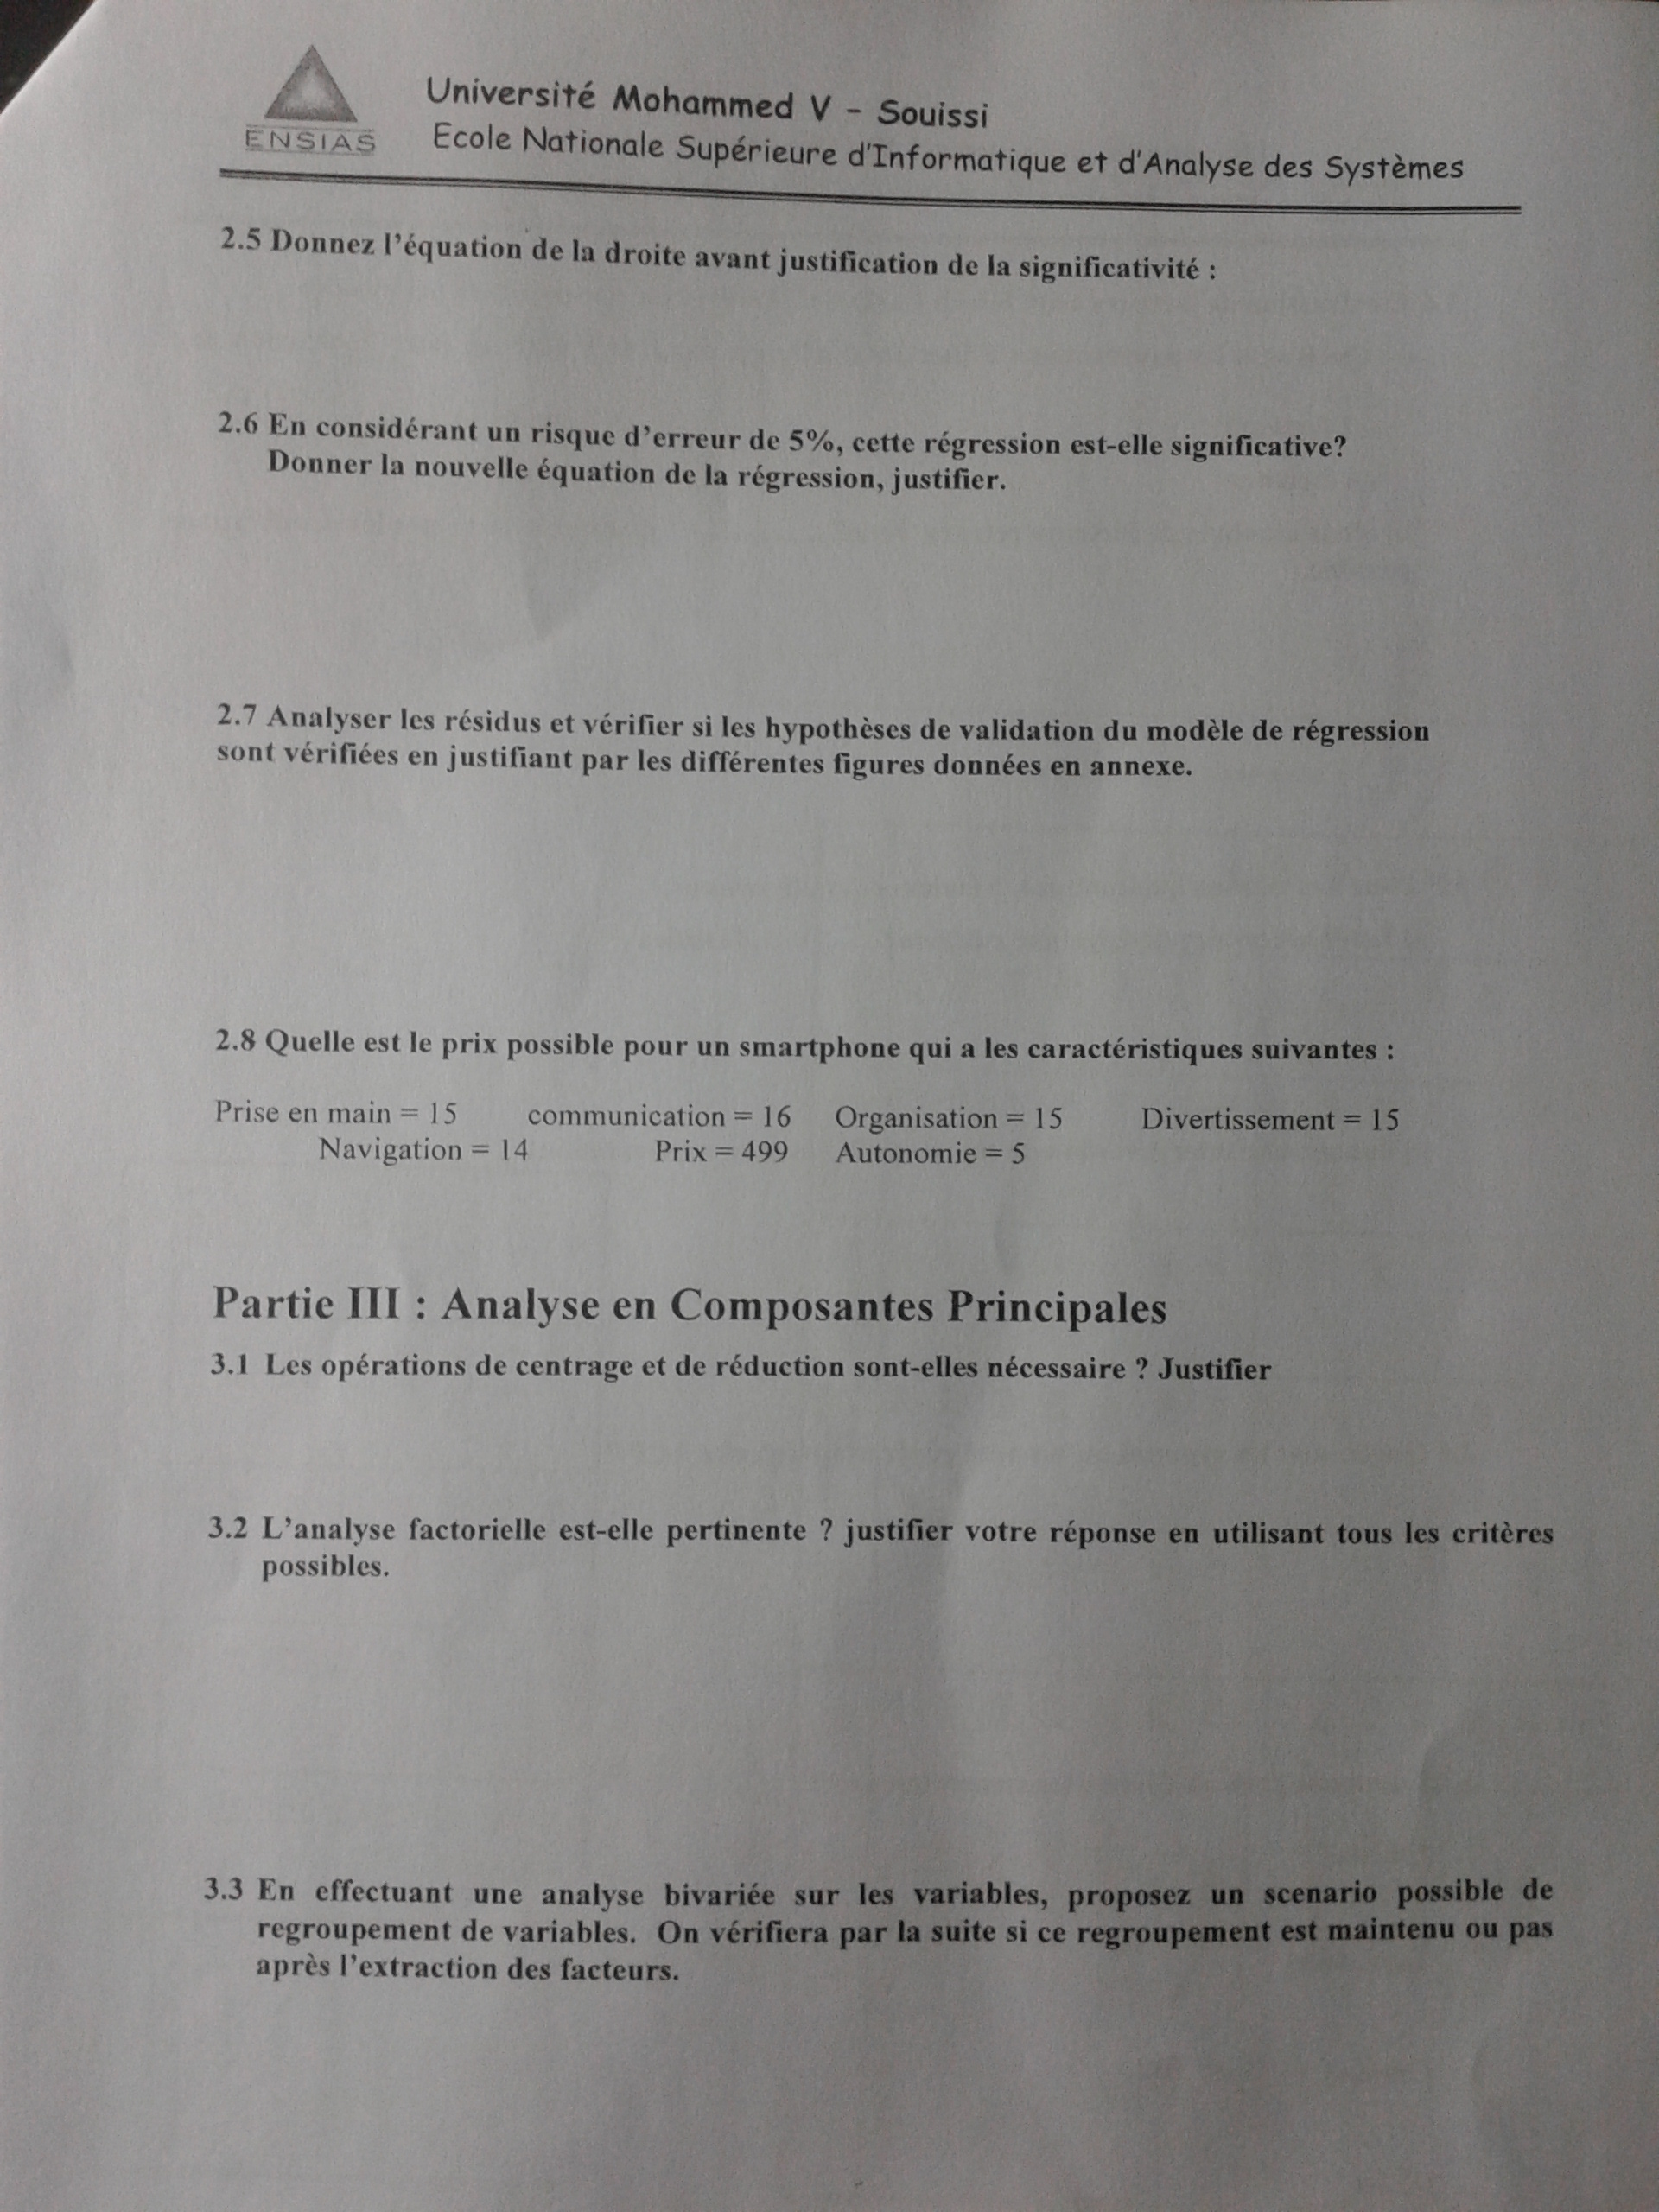 ENSIAS
Université Mohammed V - Souissi
Ecole Nationale Supérieure d'Informatique et d'Analyse des Systèmes
2.5 Donnez l'équation de la droite avant justification de la significativité :
2.6 En considérant un risque d'erreur de 5%, cette régression est-elle significative?
Donner la nouvelle équation de la régression, justifier.
2.7 Analyser les résidus et vérifier si les hypothèses de validation du modèle de régression
sont vérifiées en justifiant par les différentes figures données en annexe.
2.8 Quelle est le prix possible pour un smartphone qui a les caractéristiques suivantes :
Prise en main = 15 communication = 16 Organisation = 15 Divertissement = 15
Navigation = 14 Prix = 499 Autonomie = 5
Partie III : Analyse en Composantes Principales
3.1 Les opérations de centrage et de réduction sont-elles nécessaire ? Justifier
3.2 L'analyse factorielle est-elle pertinente ? justifier votre réponse en utilisant tous les critères
possibles.
3.3 En effectuant une analyse bivariée sur les variables, proposez un scenario possible de
regroupement de variables. On vérifiera par la suite si ce regroupement est maintenu ou pas
après l'extraction des facteurs.